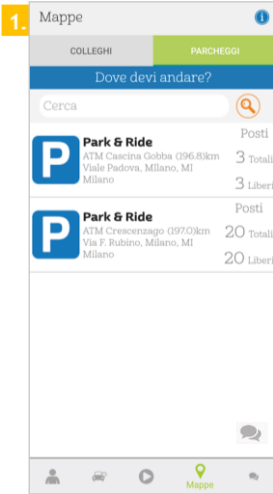 1.
Mappe
COLLEGHI PARCHEGGI
Dove devi andare?
Cerca
Posti
Park & Ride
ATM Cascina Gobba (196.8)km
3 Totali
Viale Padova, MIlano, MI
Milano
3 Liberi
Posti
Park & Ride
ATM Crescenzago (197.0)km
20 Totali
Via F. Rubino, MIlano, MI
Milano
20 Liberi
Mappe